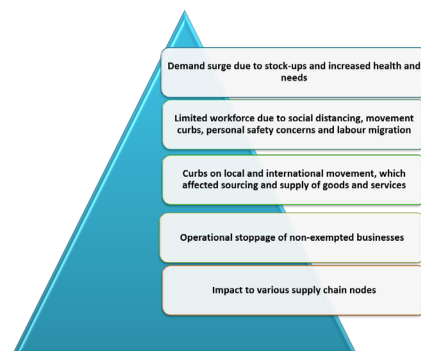 Demand surge due to stock-ups and increased health and
needs
Limited workforce due to social distancing, movement
curbs, personal safety concerns and labour migration
Curbs on local and international movement, which
affected sourcing and supply of goods and services
Operational stoppage of non-exempted businesses
Impact to various supply chain nodes